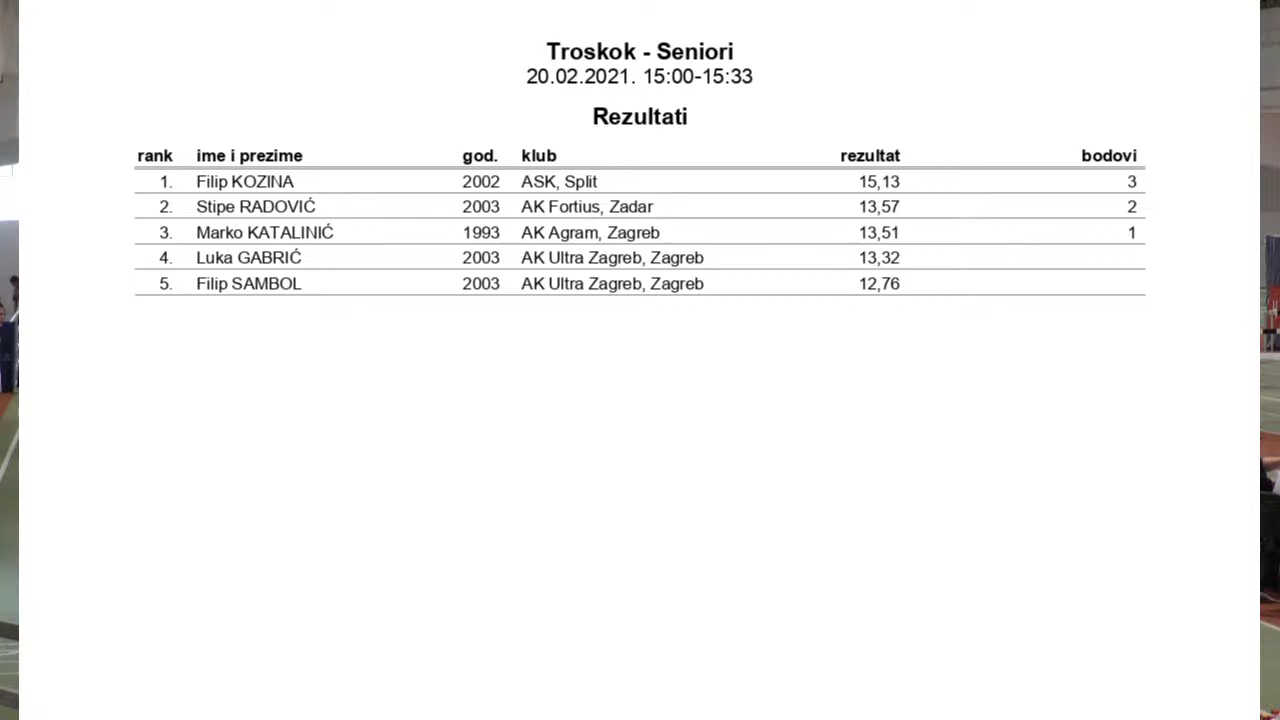 Troskok - Seniori
20.02.2021. 15:00-15:33
Rezultati
rank ime i prezime god. klub rezultat bodovi
1. Filip KOZINA 2002 ASK, Split 15,13 3
2. Stipe RADOVIĆ 2003 AK Fortius, Zadar 13,57 2
3. Marko KATALINIĆ 1993 AK Agram, Zagreb 13,51 1
4. Luka GABRIĆ 2003 AK Ultra Zagreb, Zagreb 13,32
5. Filip SAMBOL 2003 AK Ultra Zagreb, Zagreb 12,76